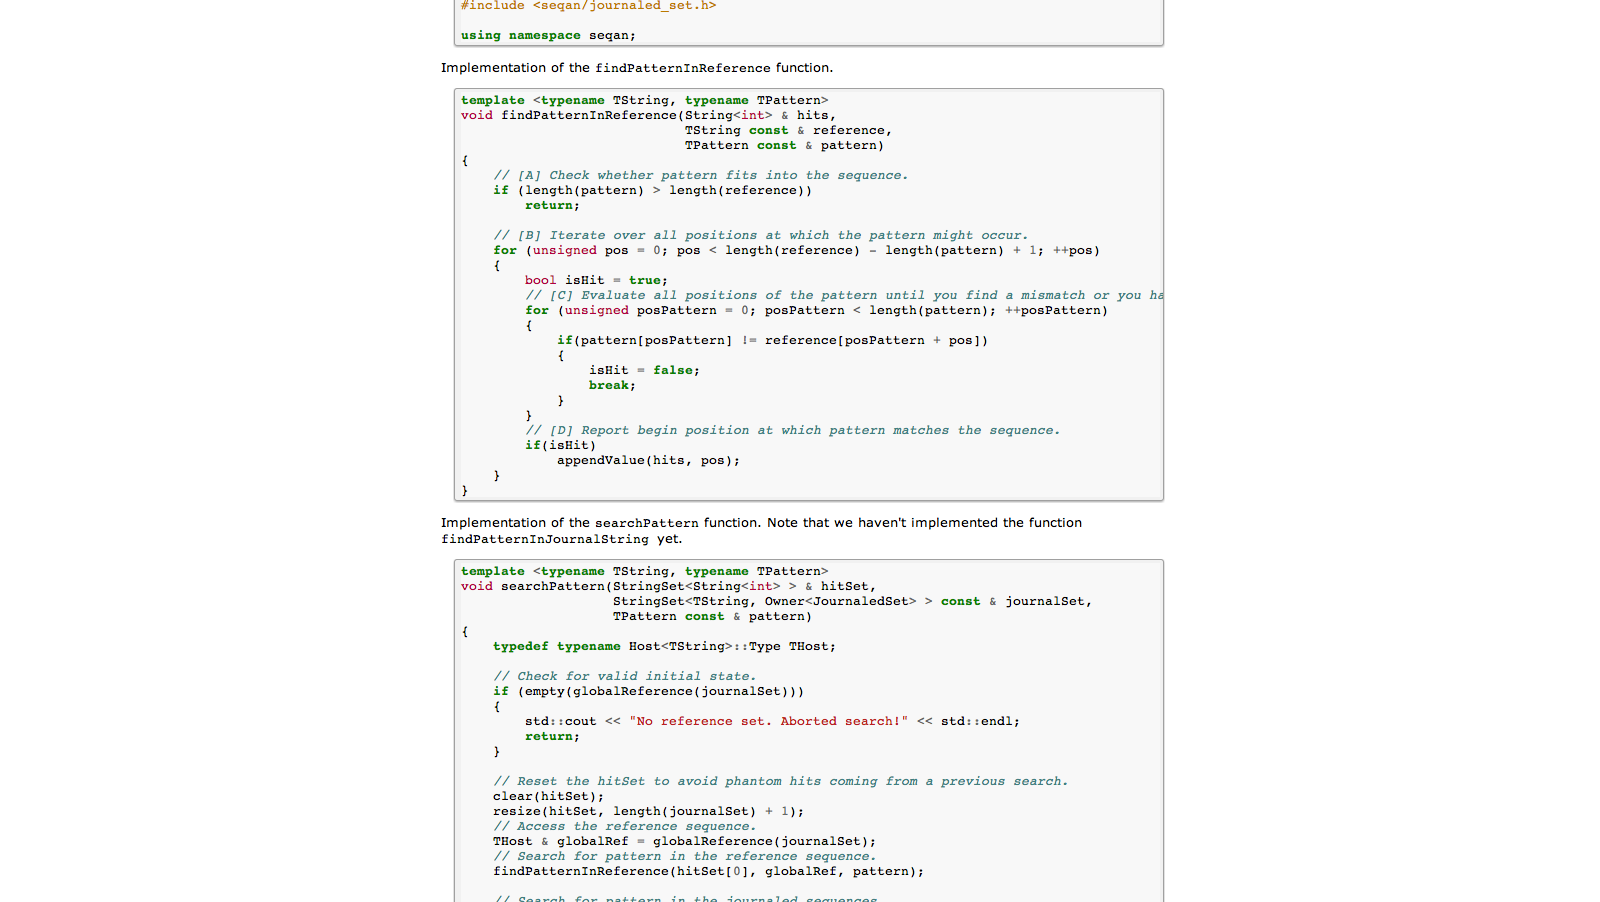 #include <seqan/journaled_set.h>
using namespace seqan;
Implementation of the findPatternInReference function.
template <typename TString, typename TPattern>
void findPatternInReference(String<int> & hits,
                            TString const & reference,
                            TPattern const & pattern)
{
    // [A] Check whether pattern fits into the sequence.
    if (length(pattern) > length(reference))
        return;
    // [B] Iterate over all positions at which the pattern might occur.
    for (unsigned pos = 0; pos < length(reference) - length(pattern) + 1; ++pos)
    {
        bool isHit = true;
        // [C] Evaluate all positions of the pattern until you find a mismatch or you ha
        for (unsigned posPattern = 0; posPattern < length(pattern); ++posPattern)
        {
            if(pattern[posPattern] != reference[posPattern + pos])
            {
                isHit = false;
                break;
            }
        }
        // [D] Report begin position at which pattern matches the sequence.
        if(isHit)
            appendValue(hits, pos);
    }
}
Implementation of the searchPattern function. Note that we haven't implemented the function
findPatternInJournalString yet.
template <typename TString, typename TPattern>
void searchPattern(StringSet<String<int> > & hitSet,
                   StringSet<TString, Owner<JournaledSet> > const & journalSet,
                   TPattern const & pattern)
{
    typedef typename Host<TString>::Type THost;
    // Check for valid initial state.
    if (empty(globalReference(journalSet)))
    {
        std::cout << "No reference set. Aborted search!" << std::endl;
        return;
    }
    // Reset the hitSet to avoid phantom hits coming from a previous search.
    clear(hitSet);
    resize(hitSet, length(journalSet) + 1);
    // Access the reference sequence.
    THost & globalRef = globalReference(journalSet);
    // Search for pattern in the reference sequence.
    findPatternInReference(hitSet[0], globalRef, pattern);
    // Search for pattern in the journaled sequences